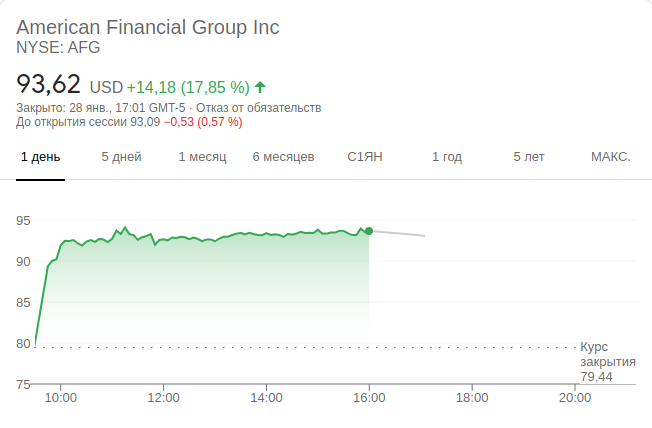 American Financial Group Inc
NYSE: AFG
93,62 USD +14,18 (17,85 %)
Закрыто: 28 янв., 17:01 GMT-5 · Отказ от обязательств
До открытия сессии 93,09 −0,53 (0,57 %)
1 день 5 дней 1 месяц 6 месяцев С1ЯН 1 год 5 лет МАКС.
95
90
85
80
Курс
закрытия
79,44
75
10:00 12:00 14:00 16:00 18:00 20:00